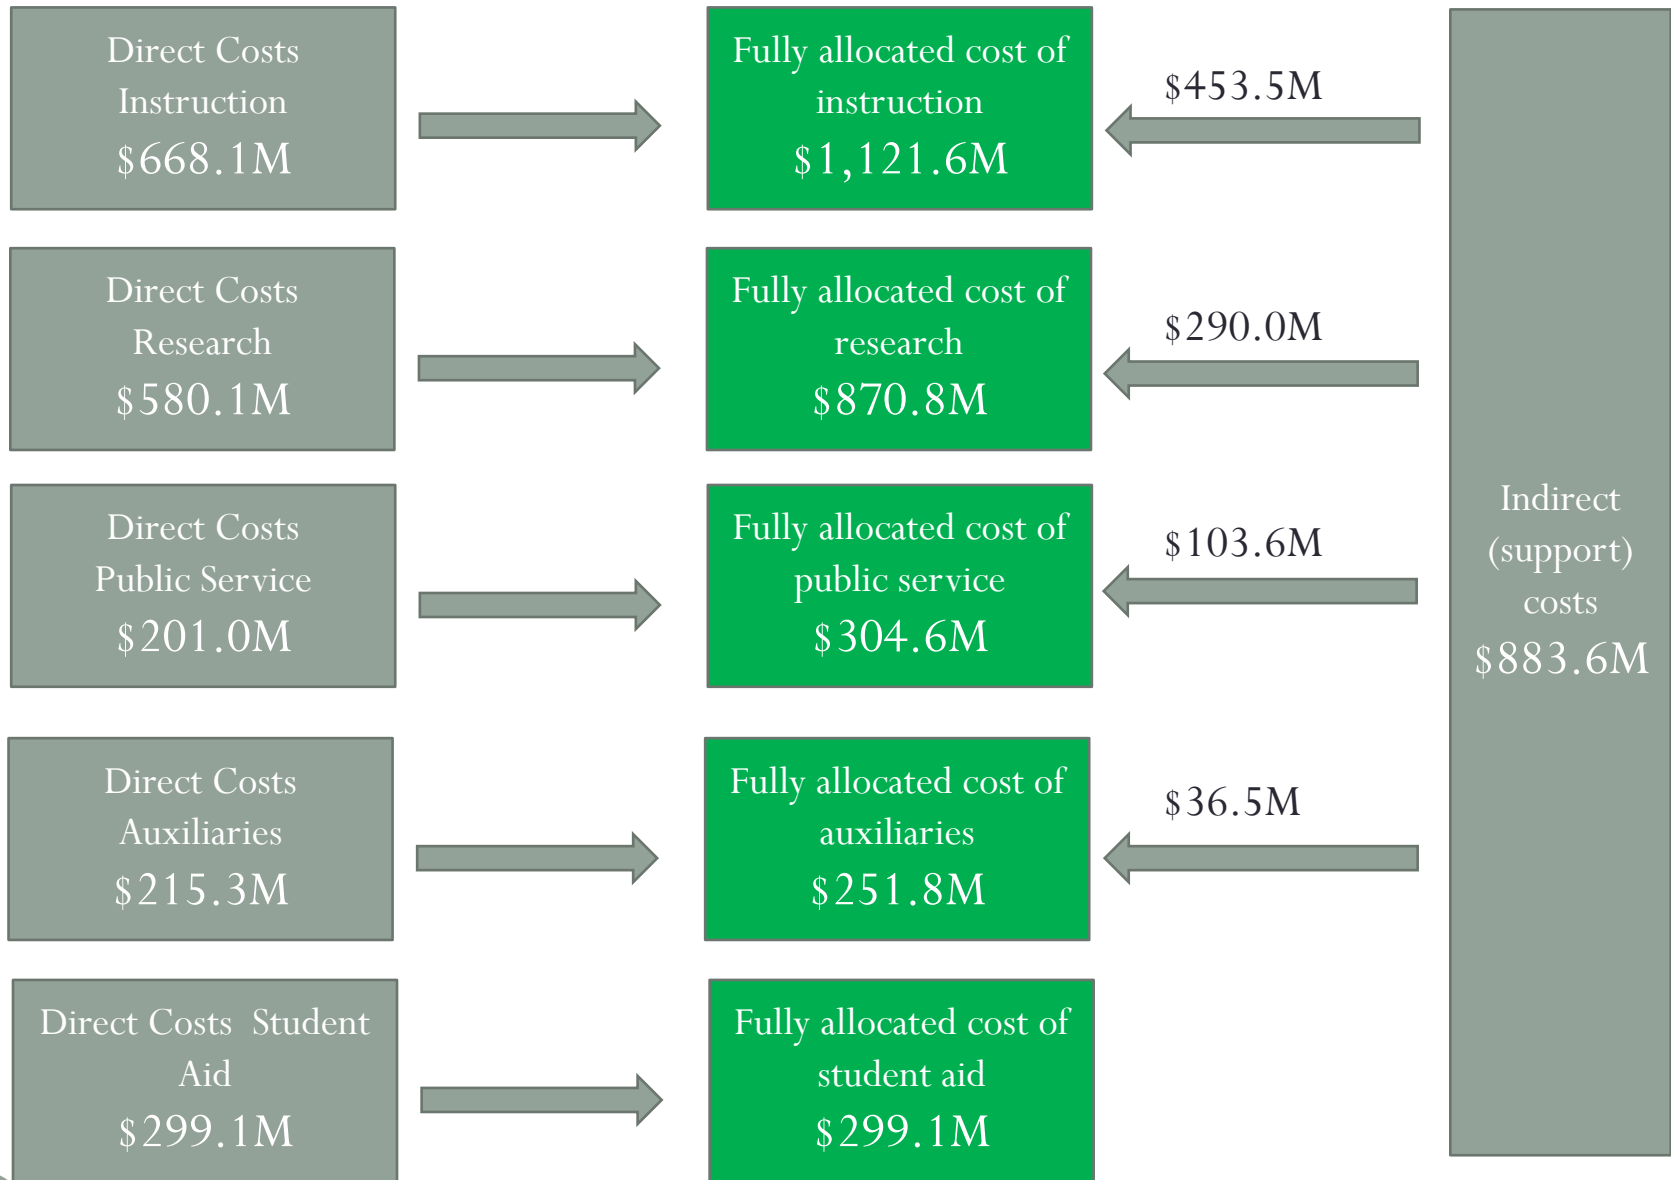 Direct Costs
Instruction
$668.1M
Fully allocated cost of
instruction
$1,121.6M
$453.5M
Direct Costs
Research
$580.1M
Fully allocated cost of
research
$870.8M
$290.0M
Direct Costs
Public Service
$201.0M
Fully allocated cost of
public service
$304.6M
$103.6M
Indirect
(support)
costs
$883.6M
Direct Costs
Auxiliaries
$215.3M
Fully allocated cost of
auxiliaries
$251.8M
$36.5M
Direct Costs  Student
Aid
$299.1M
Fully allocated cost of
student aid
$299.1M